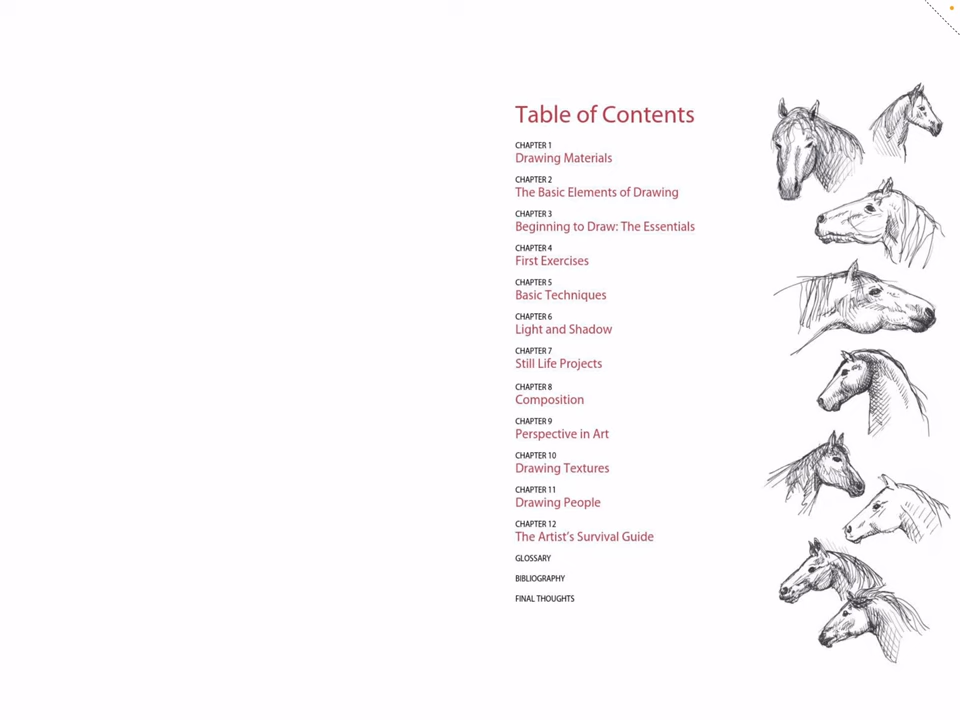 Table of Contents
CHAPTER 1
Drawing Materials
CHAPTER 2
The Basic Elements of Drawing
CHAPTER 3
Beginning to Draw: The Essentials
CHAPTER 4
First Exercises
CHAPTER 5
Basic Techniques
CHAPTER 6
Light and Shadow
CHAPTER 7
Still Life Projects
CHAPTER 8
Composition
CHAPTER 9
Perspective in Art
CHAPTER 10
Drawing Textures
CHAPTER 11
Drawing People
CHAPTER 12
The Artist’s Survival Guide
GLOSSARY
BIBLIOGRAPHY
FINAL THOUGHTS